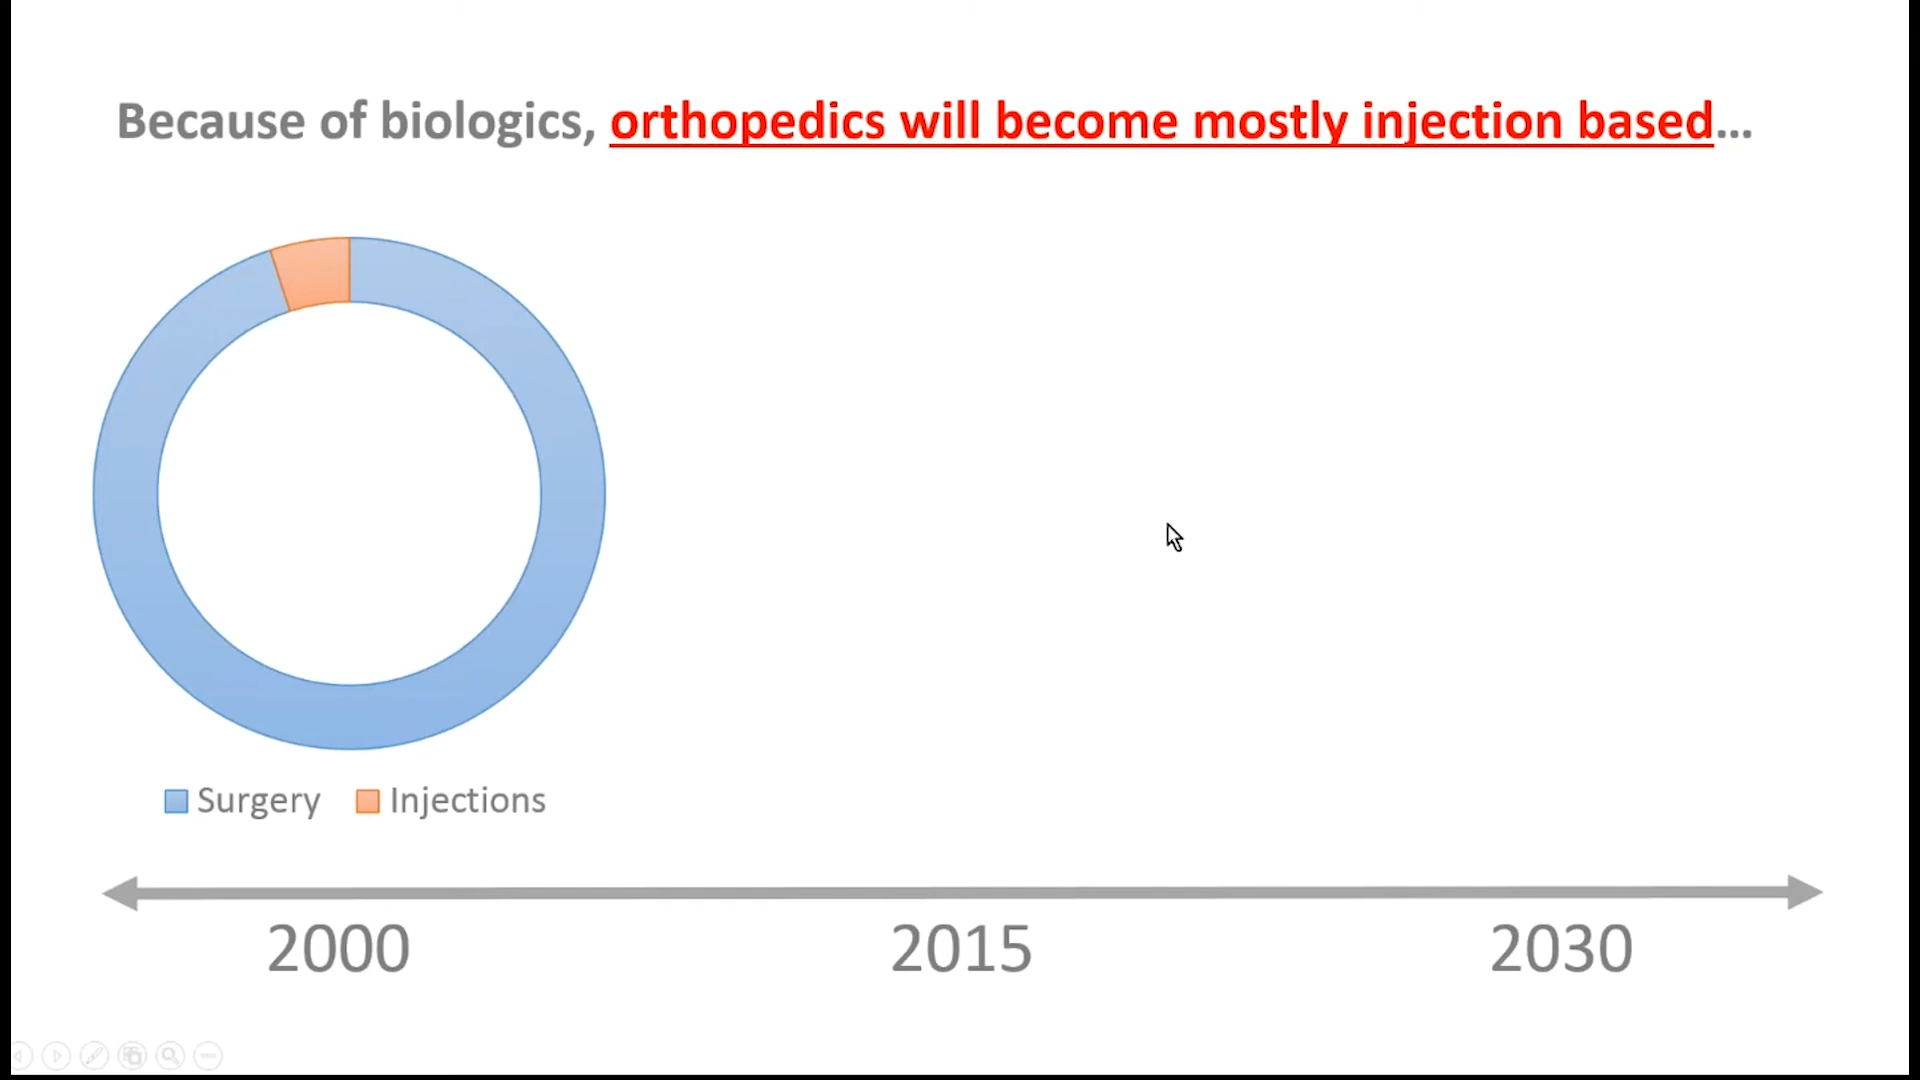 Because of biologics, orthopedics will become mostly injection based...
Surgery Injections
2000 2015 2030